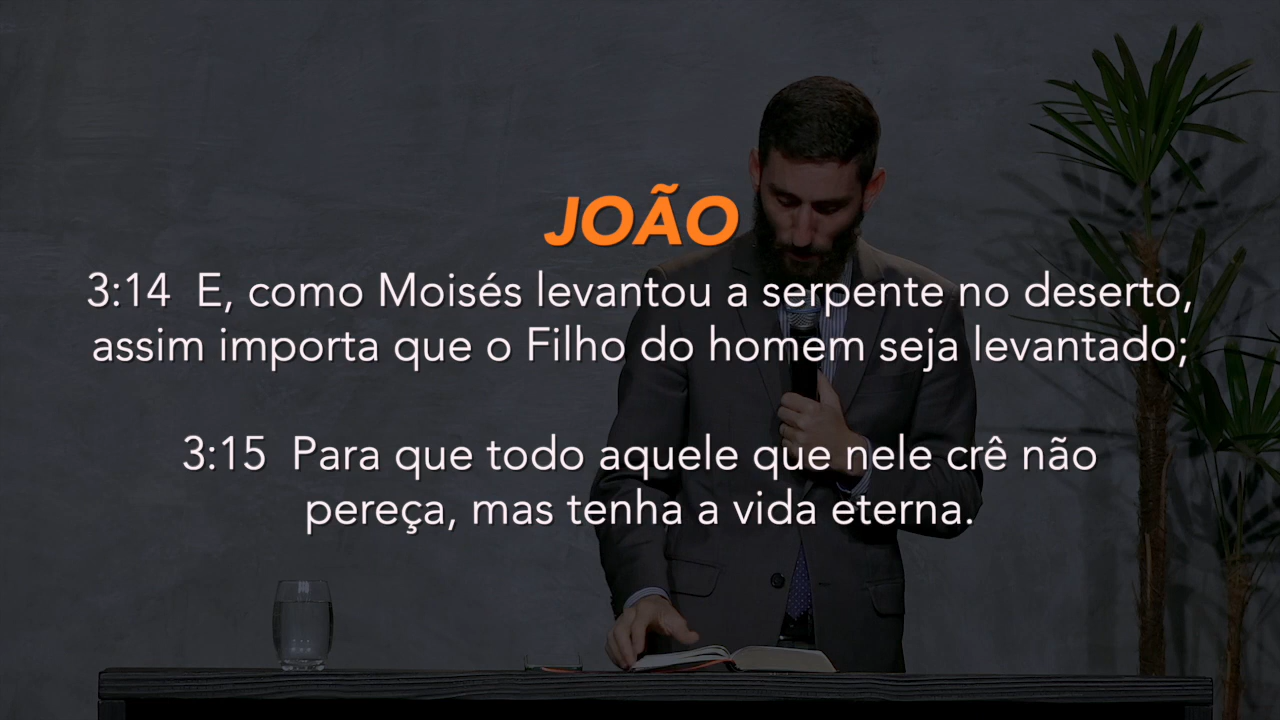 JOÃO
3:14 E, como Moisés levantou a serpente no deserto,
assim importa que o Filho do homem seja levantado;
3:15 Para que todo aquele que nele crê não
pereça, mas tenha a vida eterna.